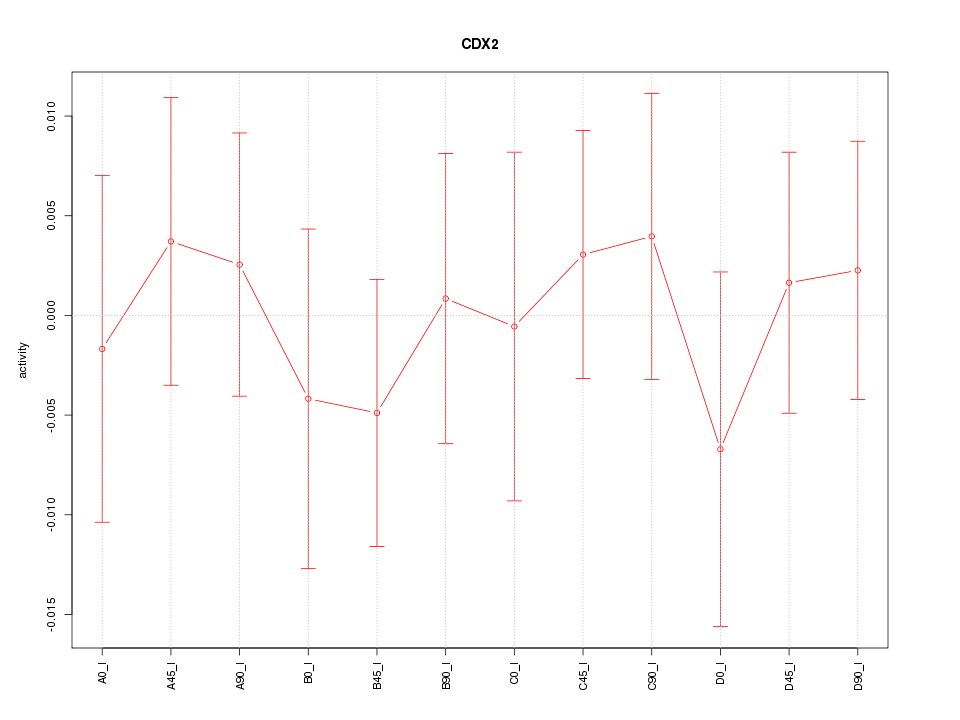 CDX2
activity
0.010
0.005
0.000
-0.005
-0.010
-0.015
A0_I
A45_I
A90_I
B0_I
B45_I
B90_I
C0_I
C45_I
C90_I
D0_I
D45_I
D90_I